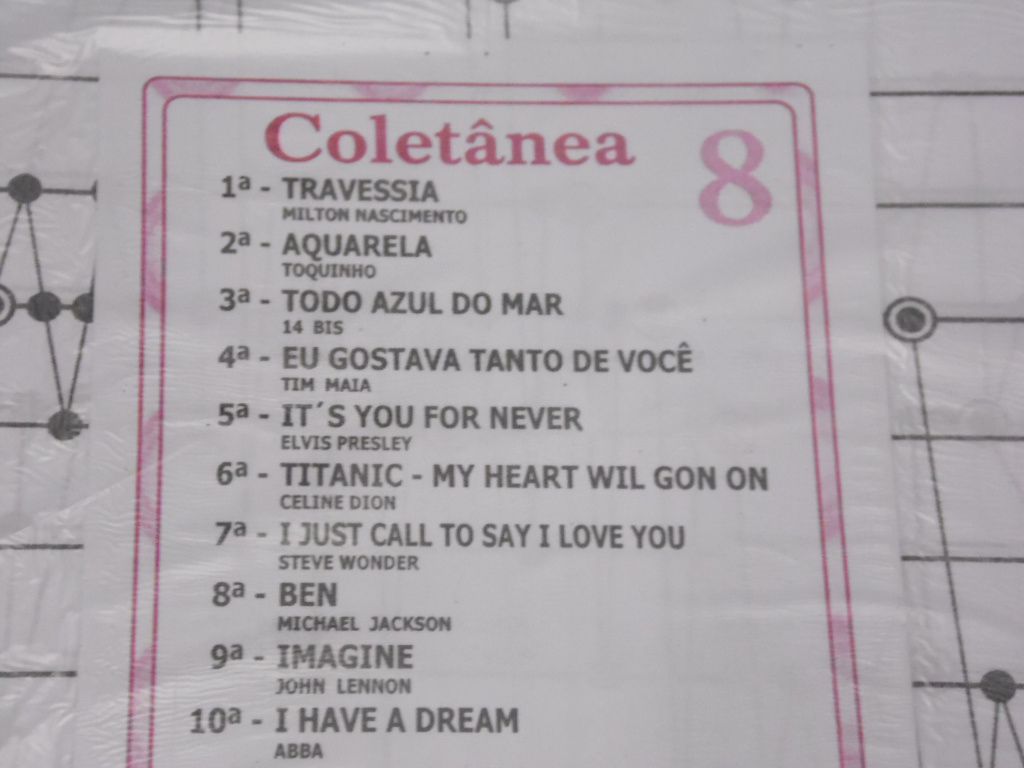 Coletânea 8
1ª - TRAVESSIA
MILTON NASCIMENTO
2ª - AQUARELA
TOQUINHO
3ª - TODO AZUL DO MAR
14 BIS
4ª - EU GOSTAVA TANTO DE VOCÊ
TIM MAIA
5ª - IT´S YOU FOR NEVER
ELVIS PRESLEY
6ª - TITANIC - MY HEART WIL GON ON
CELINE DION
7ª - I JUST CALL TO SAY I LOVE YOU
STEVE WONDER
8ª - BEN
MICHAEL JACKSON
9ª - IMAGINE
JOHN LENNON
10ª - I HAVE A DREAM
ABBA